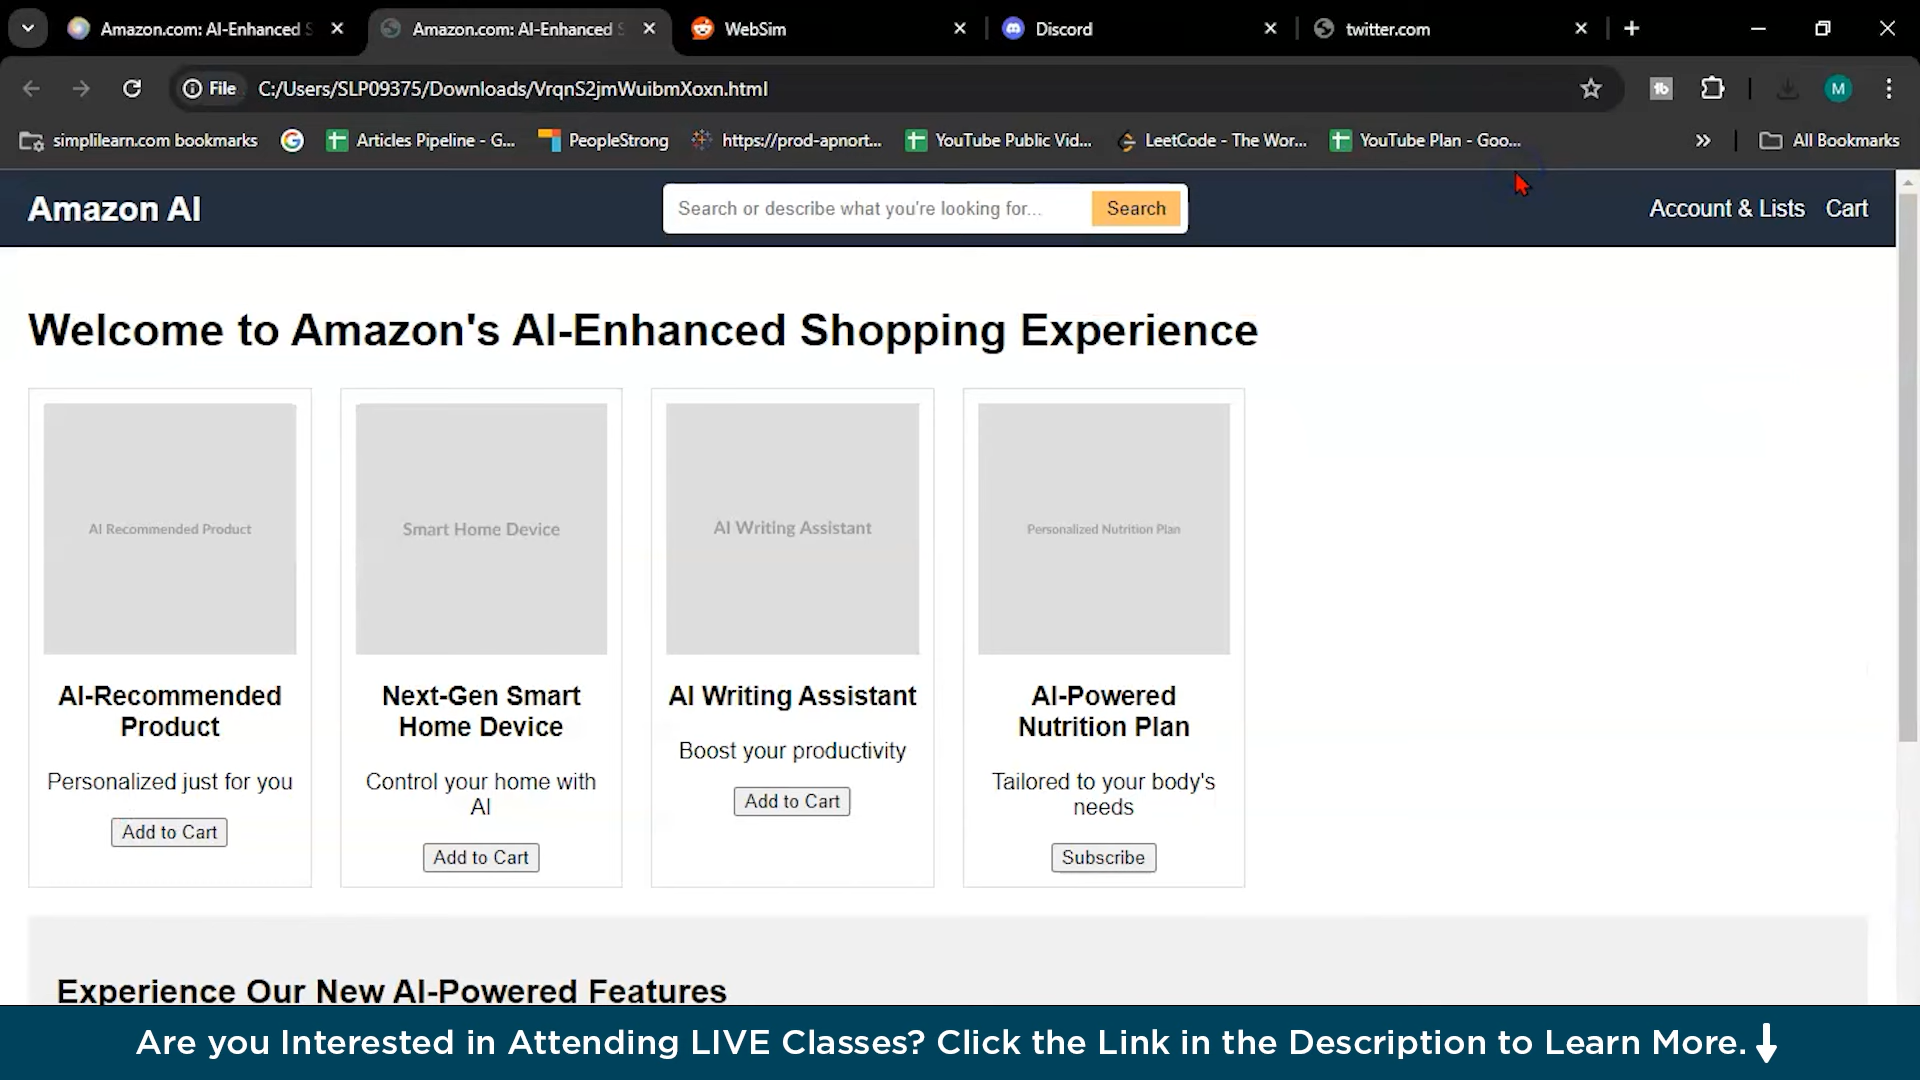 Amazon.com: AI-Enhanced S
Amazon.com: AI-Enhanced S
WebSim
Discord
twitter.com
File
C:/Users/SLP09375/Downloads/VrqnS2jmWuibmXoxn.html
M
simplilearn.com bookmarks
Articles Pipeline - G...
PeopleStrong
https://prod-apnort...
YouTube Public Vid...
LeetCode - The Wor...
YouTube Plan - Goo...
All Bookmarks
Amazon AI
Search or describe what you're looking for...
Search
Account & Lists
Cart
Welcome to Amazon's AI-Enhanced Shopping Experience
AI Recommended Product
Smart Home Device
AI Writing Assistant
Personalized Nutrition Plan
AI-Recommended
Product
Personalized just for you
Add to Cart
Next-Gen Smart
Home Device
Control your home with
AI
Add to Cart
AI Writing Assistant
Boost your productivity
Add to Cart
AI-Powered
Nutrition Plan
Tailored to your body's
needs
Subscribe
Experience Our New AI-Powered Features
Are you Interested in Attending LIVE Classes? Click the Link in the Description to Learn More.